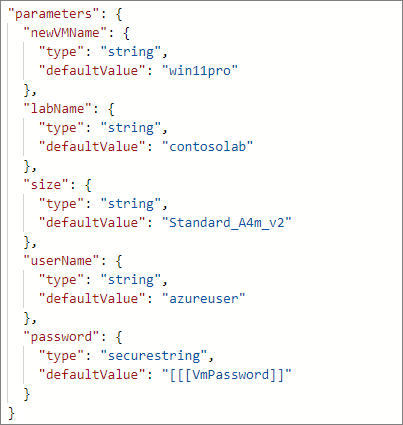 "parameters": {
"newVMName": {
"type": "string",
"defaultValue": "win11pro"
},
"labName": {
"type": "string",
"defaultValue": "contosolab"
},
"size": {
"type": "string",
"defaultValue": "Standard_A4m_v2"
},
"userName": {
"type": "string",
"defaultValue": "azureuser"
},
"password": {
"type": "securestring",
"defaultValue": "[[[VmPassword]]"
}
}